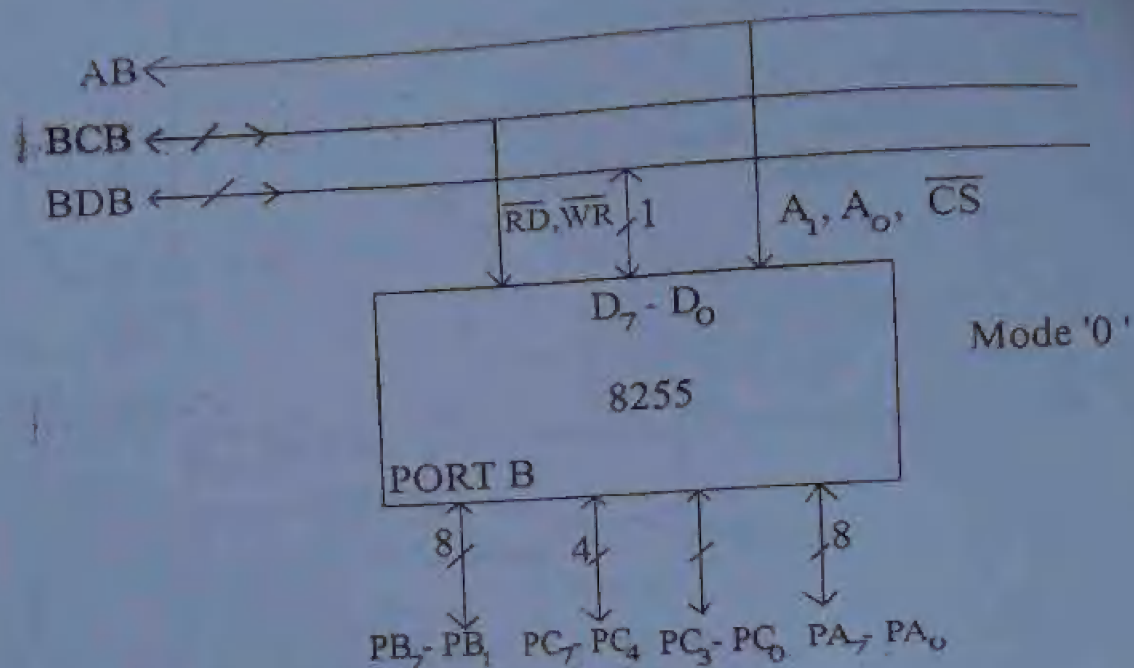 AB
BCB
BDB
RD, WR 1 A₁, A₀, CS
D₇ - D₀
Mode '0'
8255
PORT B
8 4 8
PB₇- PB₁ PC₇- PC₄ PC₃- PC₀ PA₇- PA₀